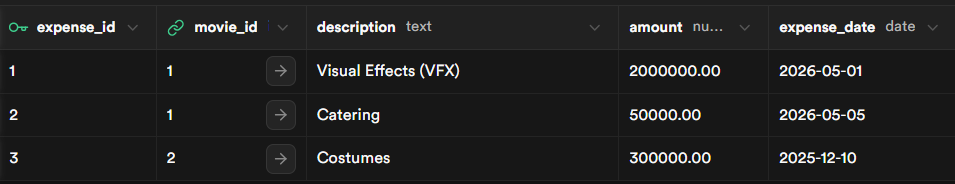 expense_id movie_id description text amount nu... expense_date date
1 1 Visual Effects (VFX) 2000000.00 2026-05-01
2 1 Catering 50000.00 2026-05-05
3 2 Costumes 300000.00 2025-12-10